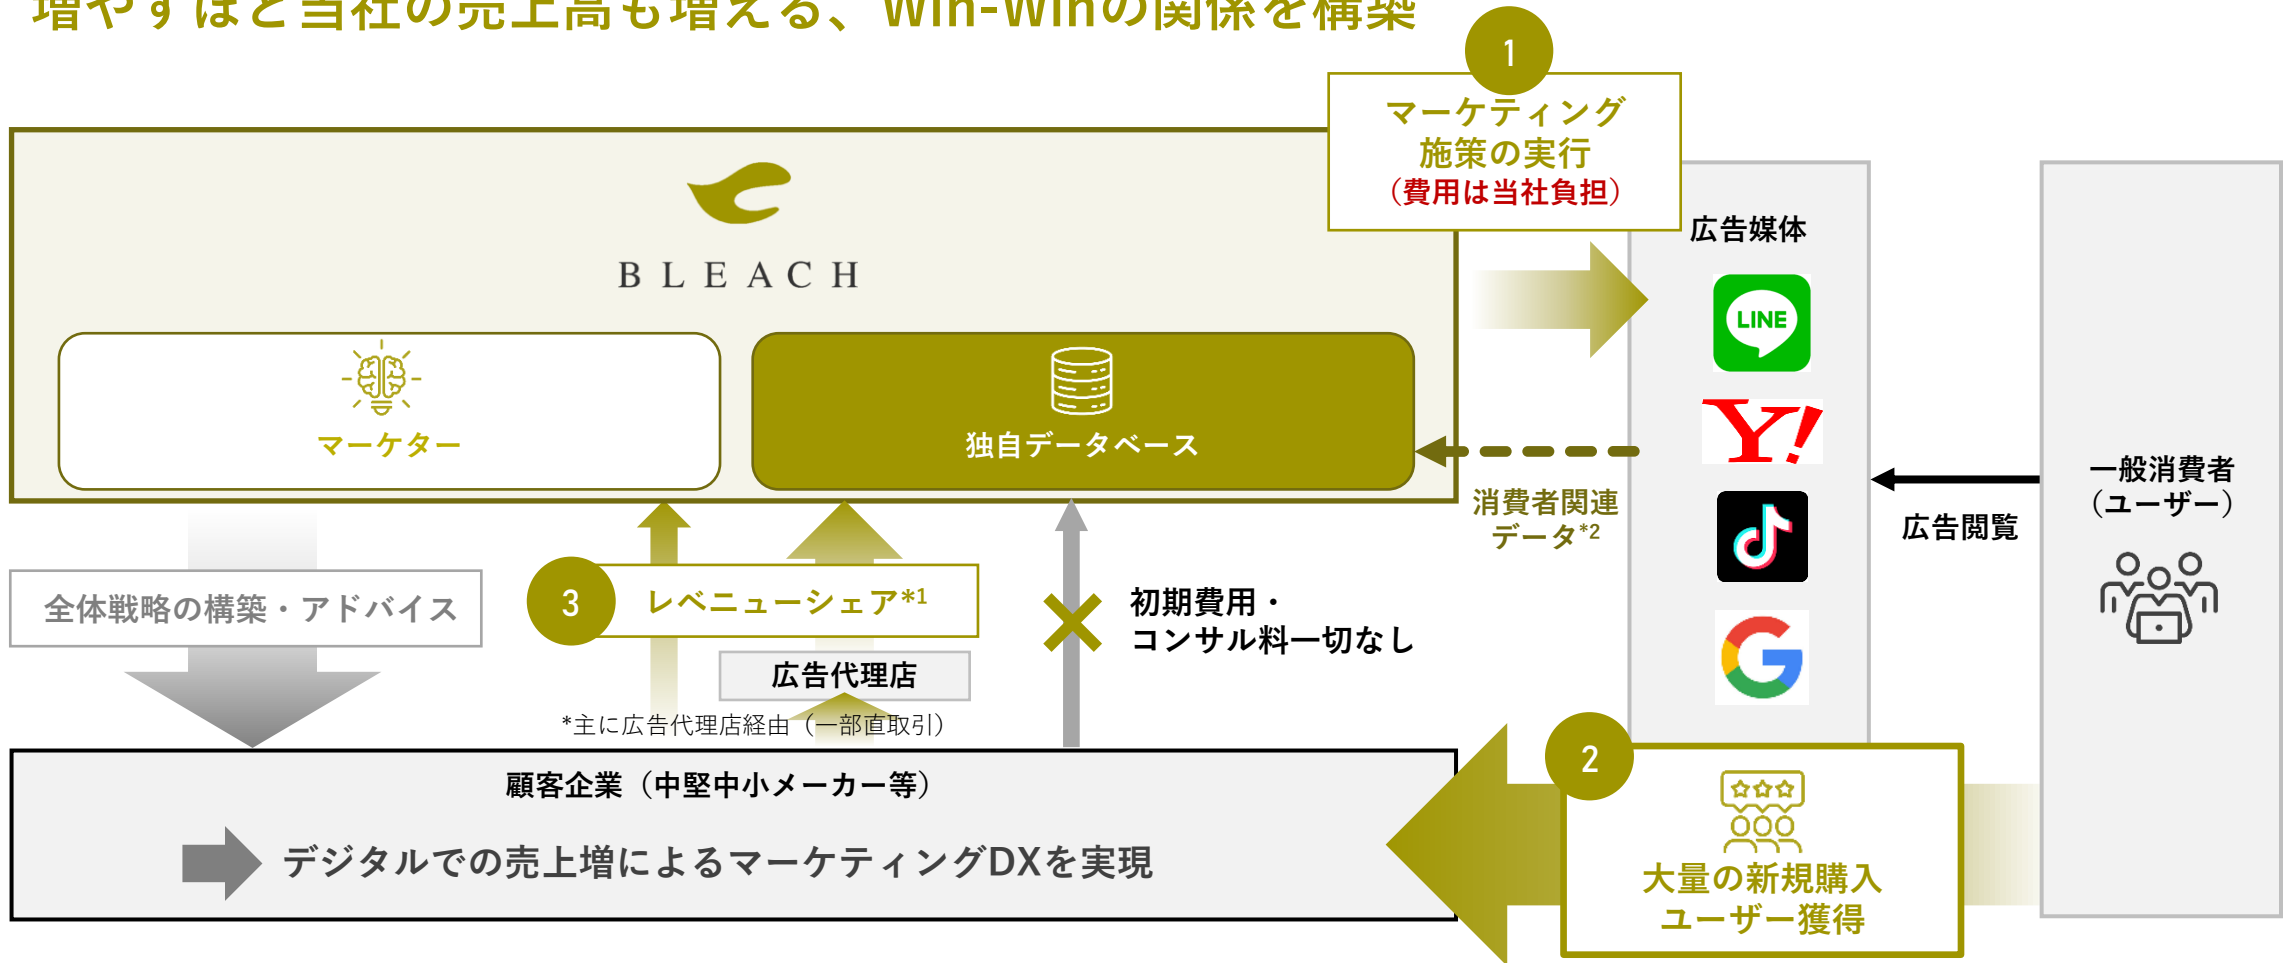 増やすほど当社の売上高も増える、Win-Winの関係を構築
1
マーケティング
施策の実行
（費用は当社負担）
BLEACH
マーケター
独自データベース
広告媒体
LINE
Y!
消費者関連
データ*2
広告閲覧
一般消費者
（ユーザー）
全体戦略の構築・アドバイス
3
レベニューシェア*1
広告代理店
*主に広告代理店経由（一部直取引）
初期費用・
コンサル料一切なし
2
大量の新規購入
ユーザー獲得
顧客企業（中堅中小メーカー等）
デジタルでの売上増によるマーケティングDXを実現